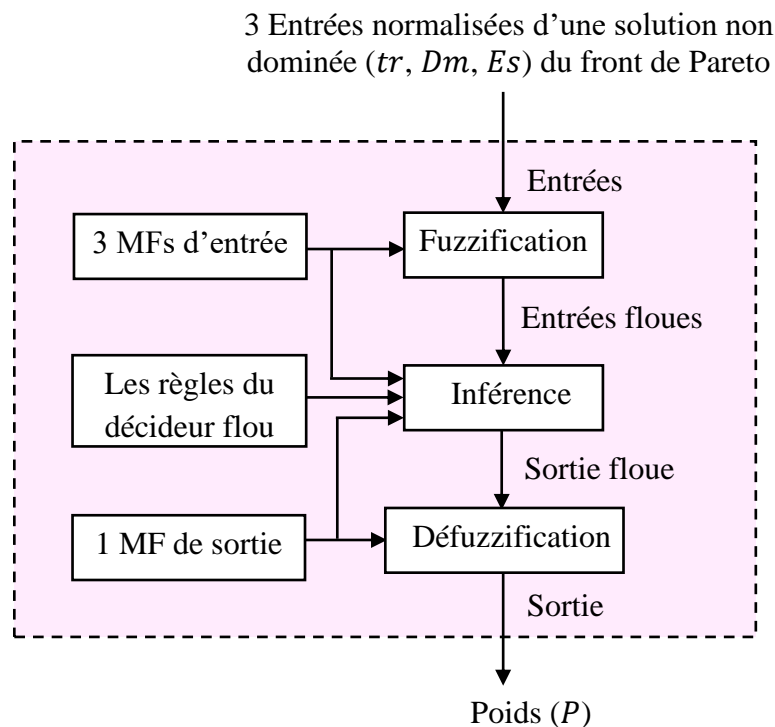 3 Entrées normalisées d’une solution non
dominée (tr, Dm, Es) du front de Pareto
Entrées
3 MFs d’entrée
Fuzzification
Entrées floues
Les règles du
décideur flou
Inférence
Sortie floue
1 MF de sortie
Défuzzification
Sortie
Poids (P)